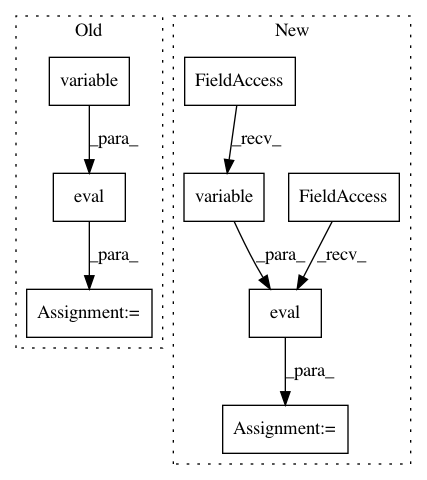 Old
New
variable
FieldAccess
_para_
_recv_
eval
variable
FieldAccess
_para_
_para_
_recv_
Assignment:=
eval
_para_
Assignment:=